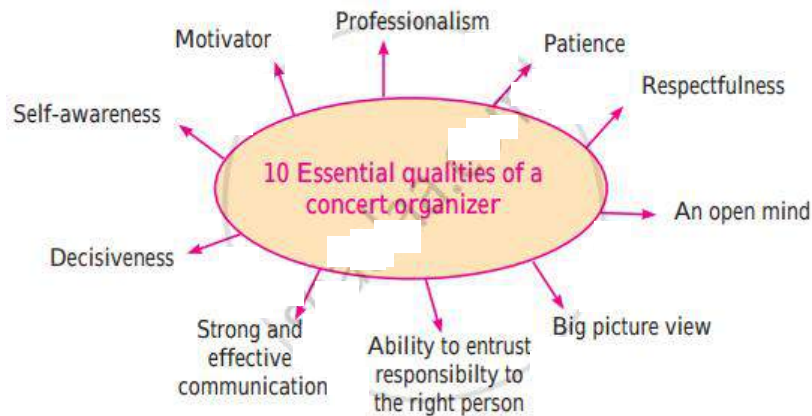 Professionalism
Motivator
Patience
Respectfulness
Self-awareness
10 Essential qualities of a
concert organizer
An open mind
Decisiveness
Big picture view
Strong and
effective
communication
Ability to entrust
responsibilty to
the right person